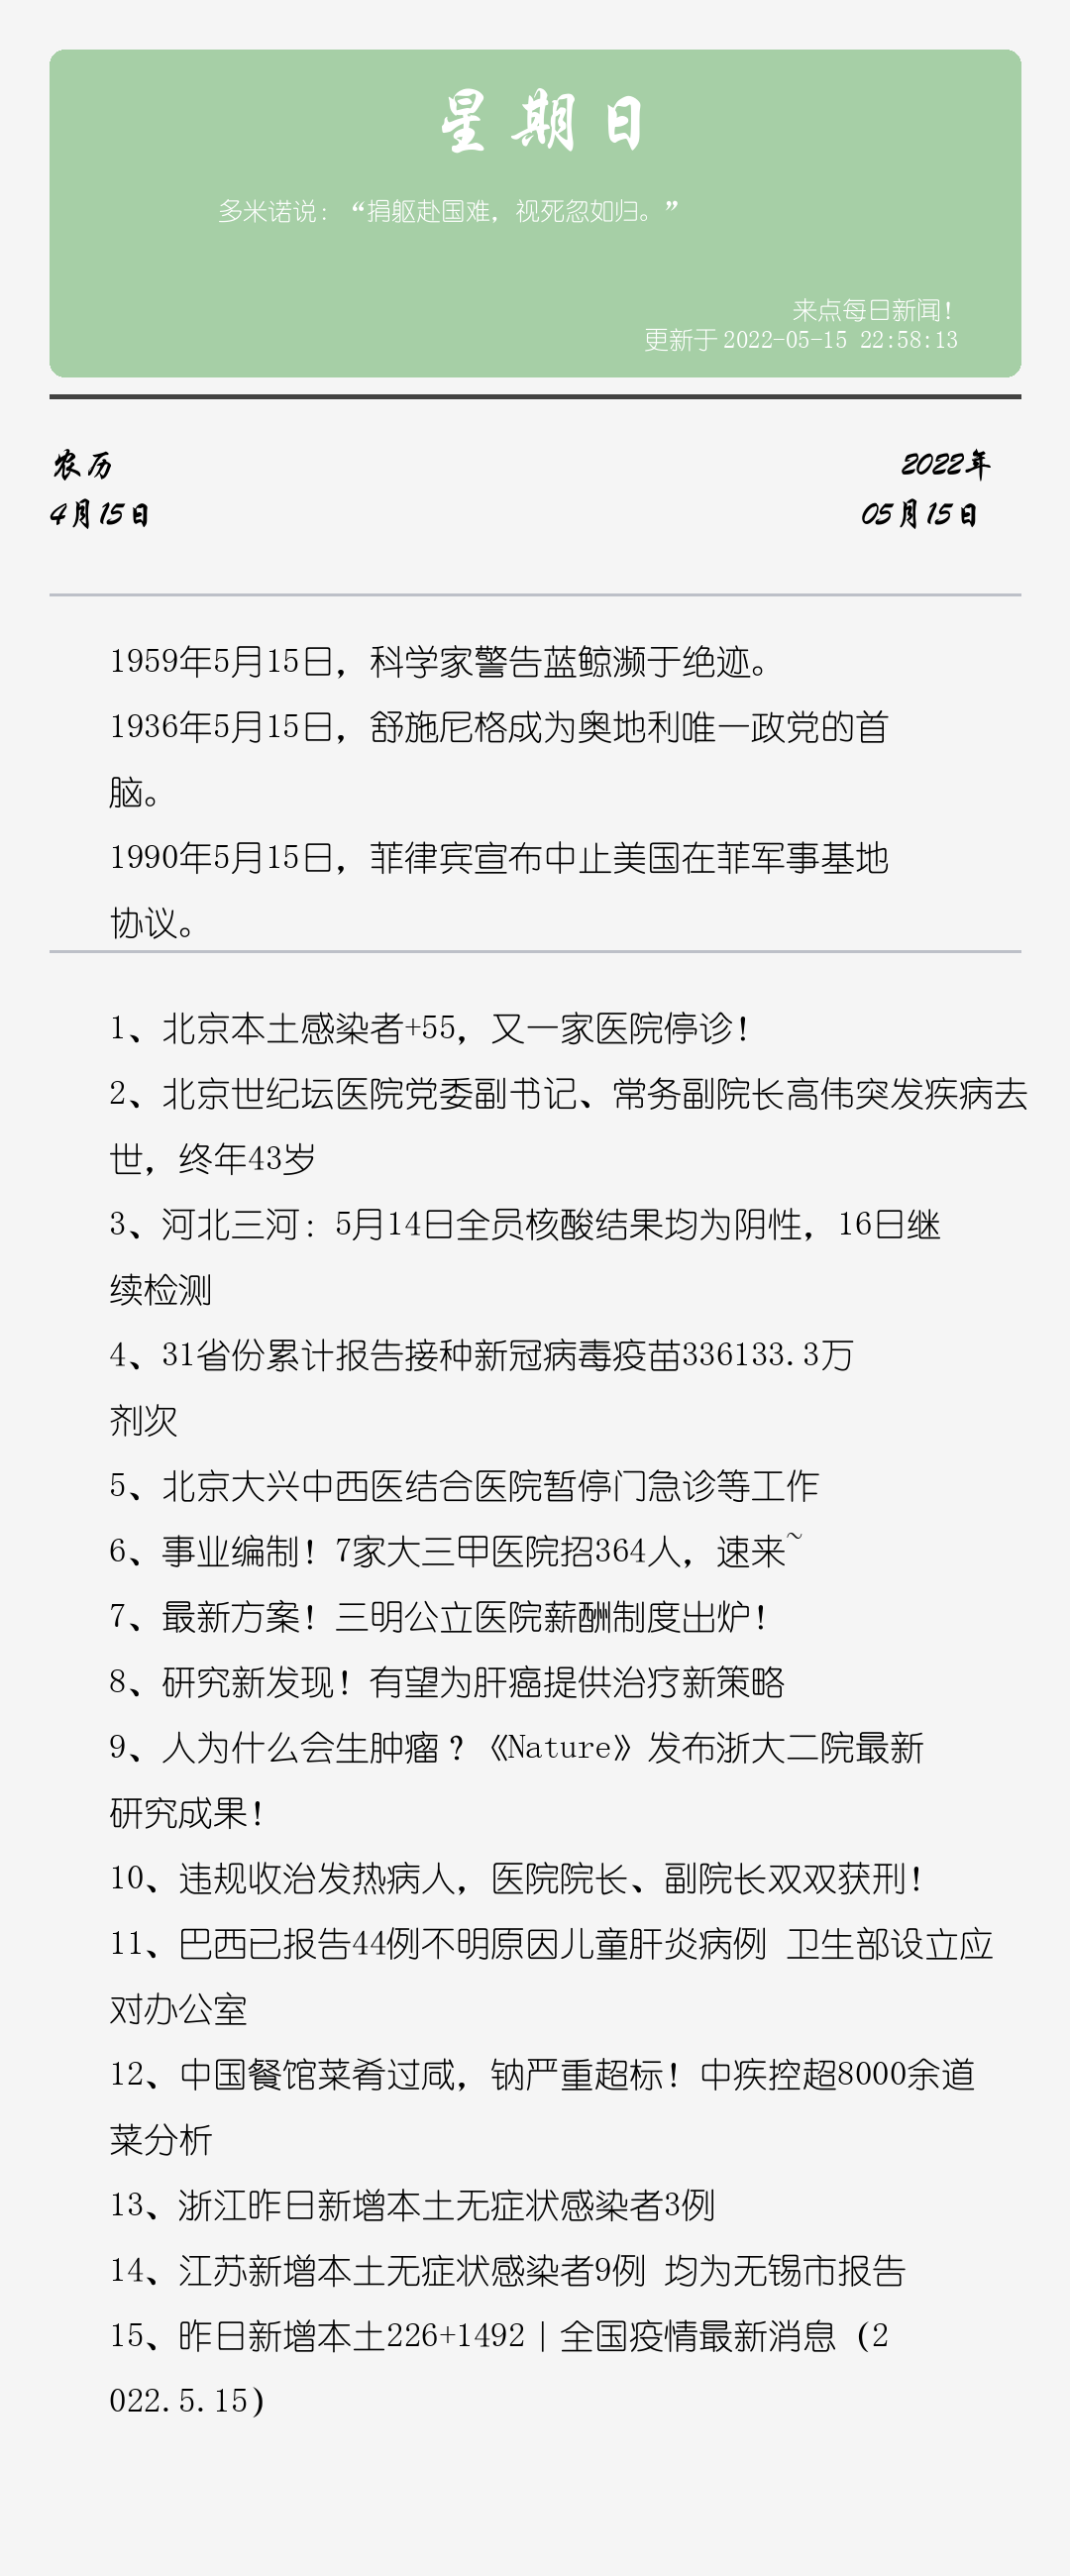 星期日
多米诺说：“捐躯赴国难，视死忽如归。”
来点每日新闻！
更新于 2022-05-15 22:58:13
农历
4月15日
2022年
05月15日
1959年5月15日，科学家警告蓝鲸濒于绝迹。
1936年5月15日，舒施尼格成为奥地利唯一政党的首
脑。
1990年5月15日，菲律宾宣布中止美国在菲军事基地
协议。
1、北京本土感染者+55，又一家医院停诊！
2、北京世纪坛医院党委副书记、常务副院长高伟突发疾病去
世，终年43岁
3、河北三河：5月14日全员核酸结果均为阴性，16日继
续检测
4、31省份累计报告接种新冠病毒疫苗336133.3万
剂次
5、北京大兴中西医结合医院暂停门急诊等工作
6、事业编制！7家大三甲医院招364人，速来~
7、最新方案！三明公立医院薪酬制度出炉！
8、研究新发现！有望为肝癌提供治疗新策略
9、人为什么会生肿瘤？《Nature》发布浙大二院最新
研究成果！
10、违规收治发热病人，医院院长、副院长双双获刑！
11、巴西已报告44例不明原因儿童肝炎病例 卫生部设立应
对办公室
12、中国餐馆菜肴过咸，钠严重超标！中疾控超8000余道
菜分析
13、浙江昨日新增本土无症状感染者3例
14、江苏新增本土无症状感染者9例 均为无锡市报告
15、昨日新增本土226+1492｜全国疫情最新消息（2
022.5.15）